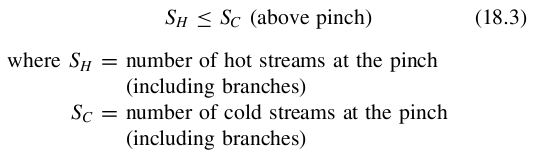 S_H ≤ S_C (above pinch) (18.3)
where S_H = number of hot streams at the pinch
(including branches)
S_C = number of cold streams at the pinch
(including branches)